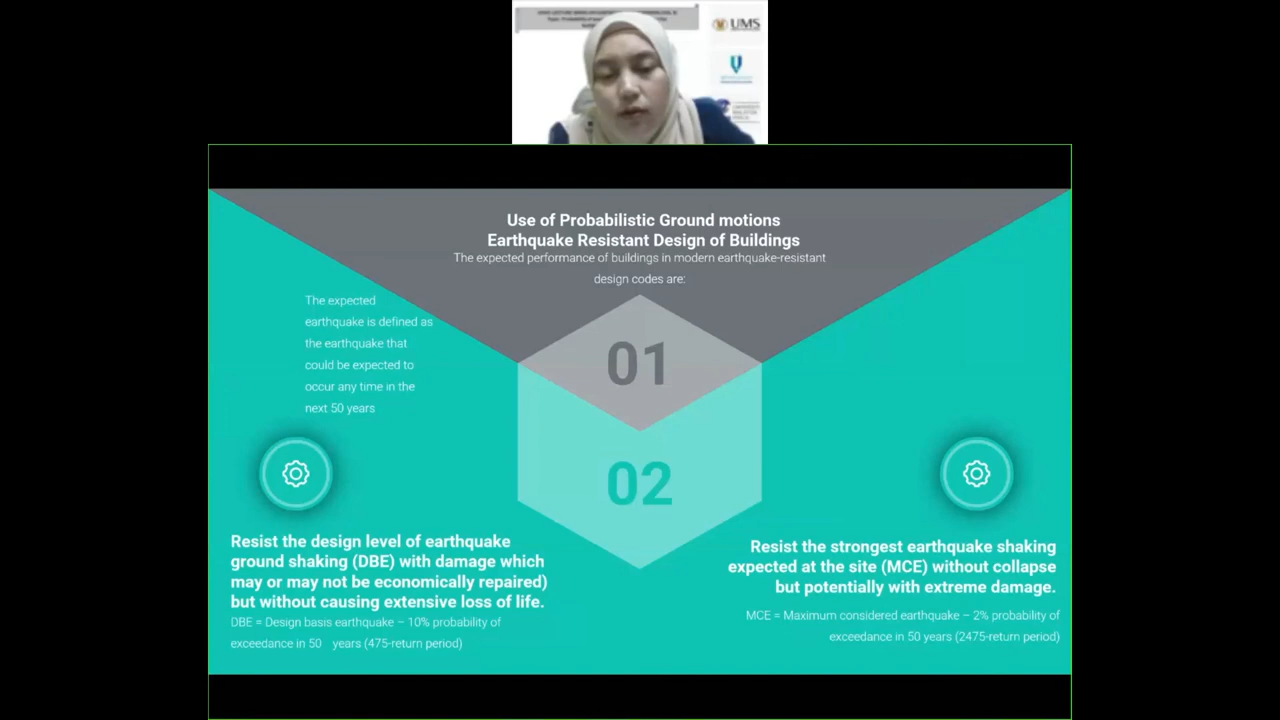 UMS
Use of Probabilistic Ground motions
Earthquake Resistant Design of Buildings
The expected performance of buildings in modern earthquake-resistant
design codes are:
The expected
earthquake is defined as
the earthquake that
could be expected to
occur any time in the
next 50 years
01
02
Resist the design level of earthquake
ground shaking (DBE) with damage which
may or may not be economically repaired)
but without causing extensive loss of life.
DBE = Design basis earthquake – 10% probability of
exceedance in 50 years (475-return period)
Resist the strongest earthquake shaking
expected at the site (MCE) without collapse
but potentially with extreme damage.
MCE = Maximum considered earthquake – 2% probability of
exceedance in 50 years (2475-return period)